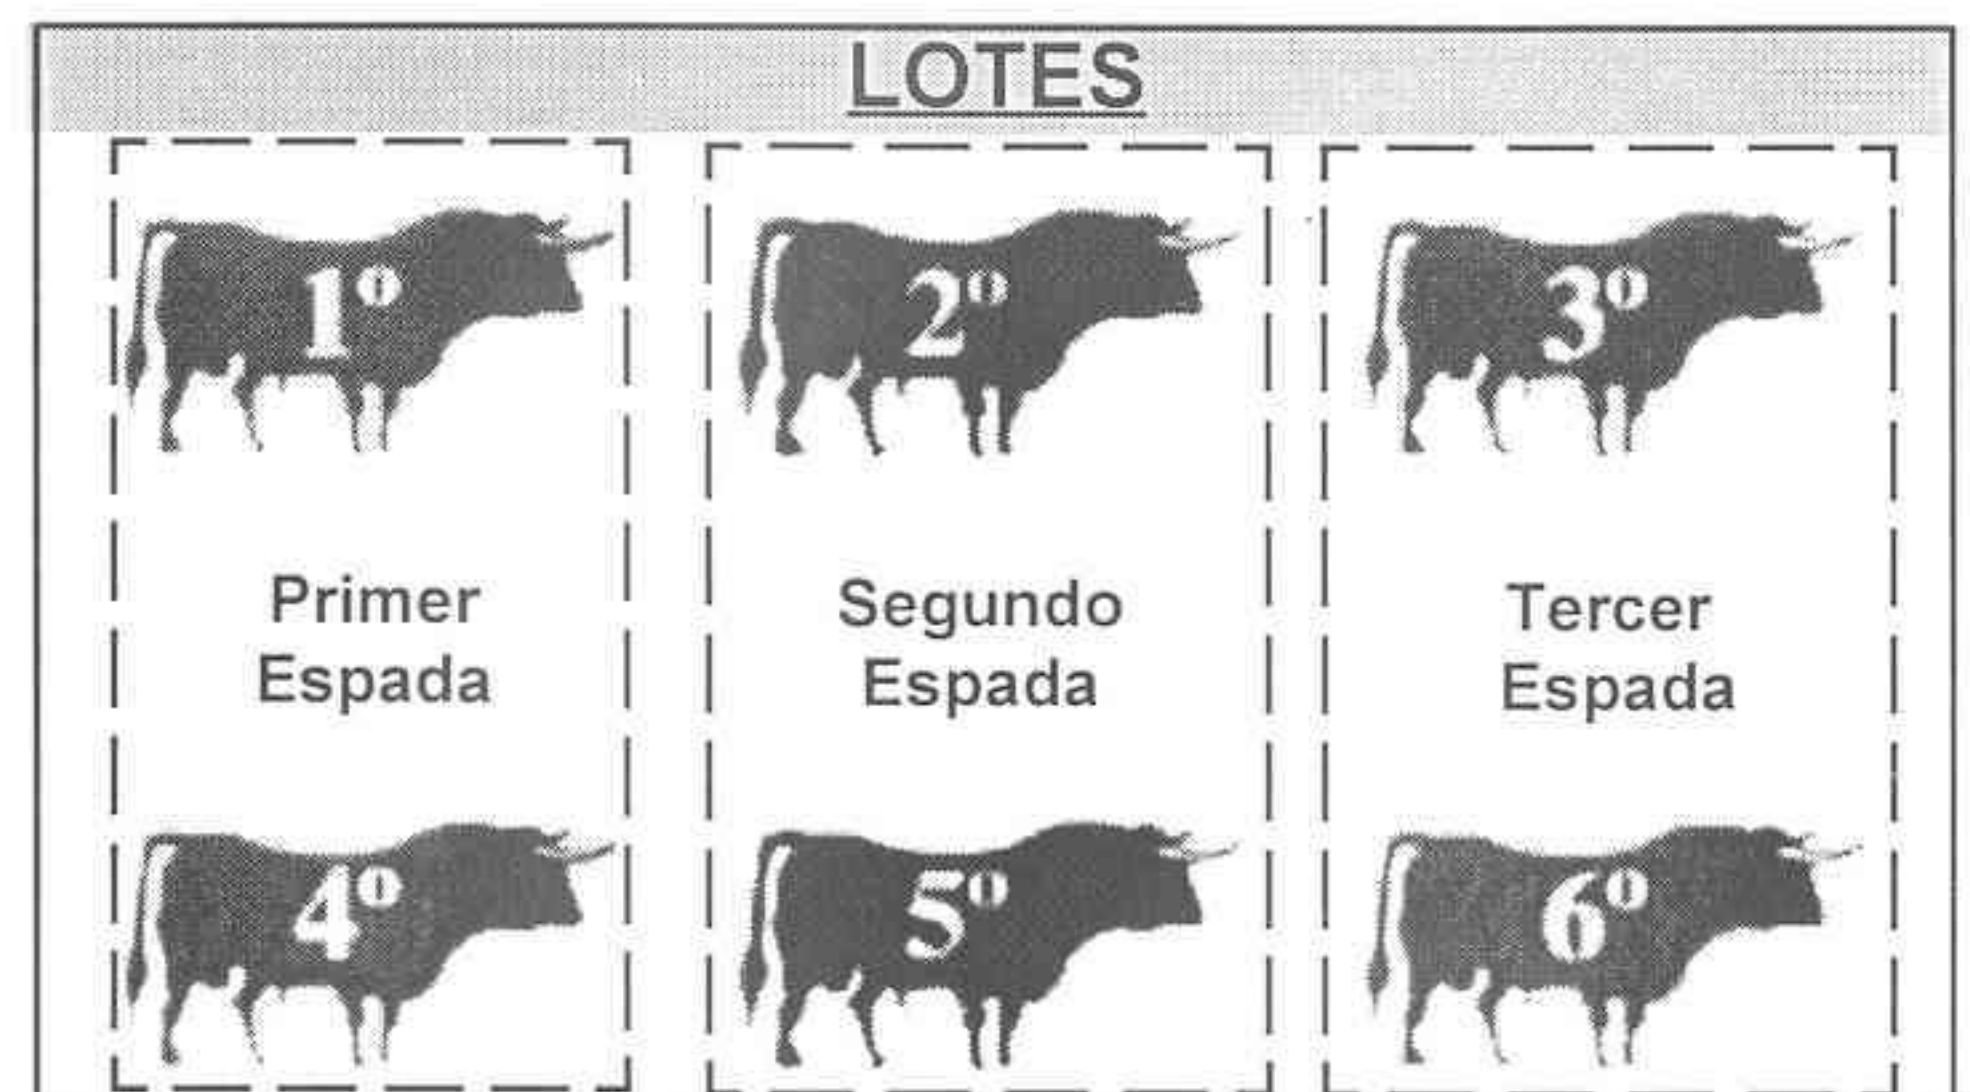 LOTES
1º
2º
3º
Primer
Espada
Segundo
Espada
Tercer
Espada
4º
5º
6º